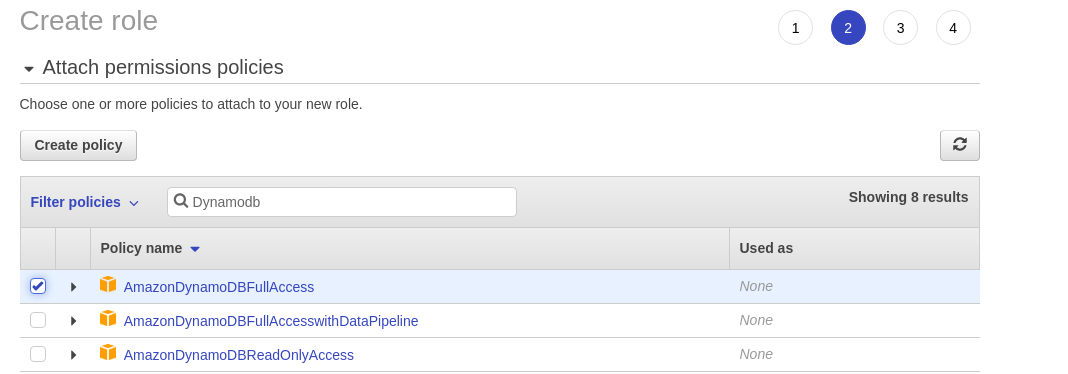 Create role
1 2 3 4
Attach permissions policies
Choose one or more policies to attach to your new role.
Create policy
Filter policies Dynamodb Showing 8 results
Policy name Used as
AmazonDynamoDBFullAccess None
AmazonDynamoDBFullAccesswithDataPipeline None
AmazonDynamoDBReadOnlyAccess None